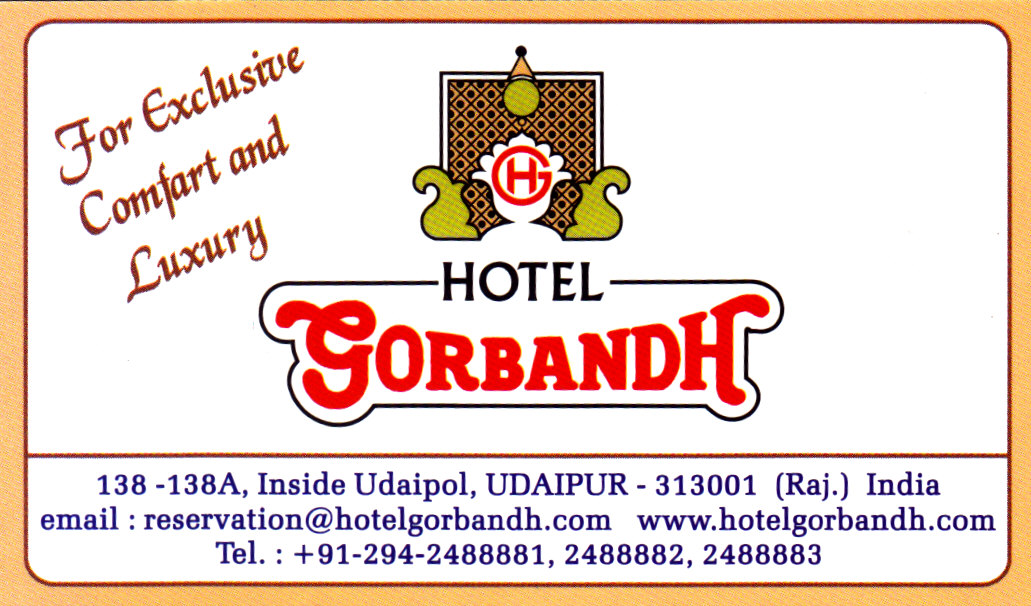 For Exclusive
Comfart and
Luxury
HG
HOTEL
GORBANDH
138 -138A, Inside Udaipol, UDAIPUR - 313001 (Raj.) India
email : reservation@hotelgorbandh.com www.hotelgorbandh.com
Tel. : +91-294-2488881, 2488882, 2488883